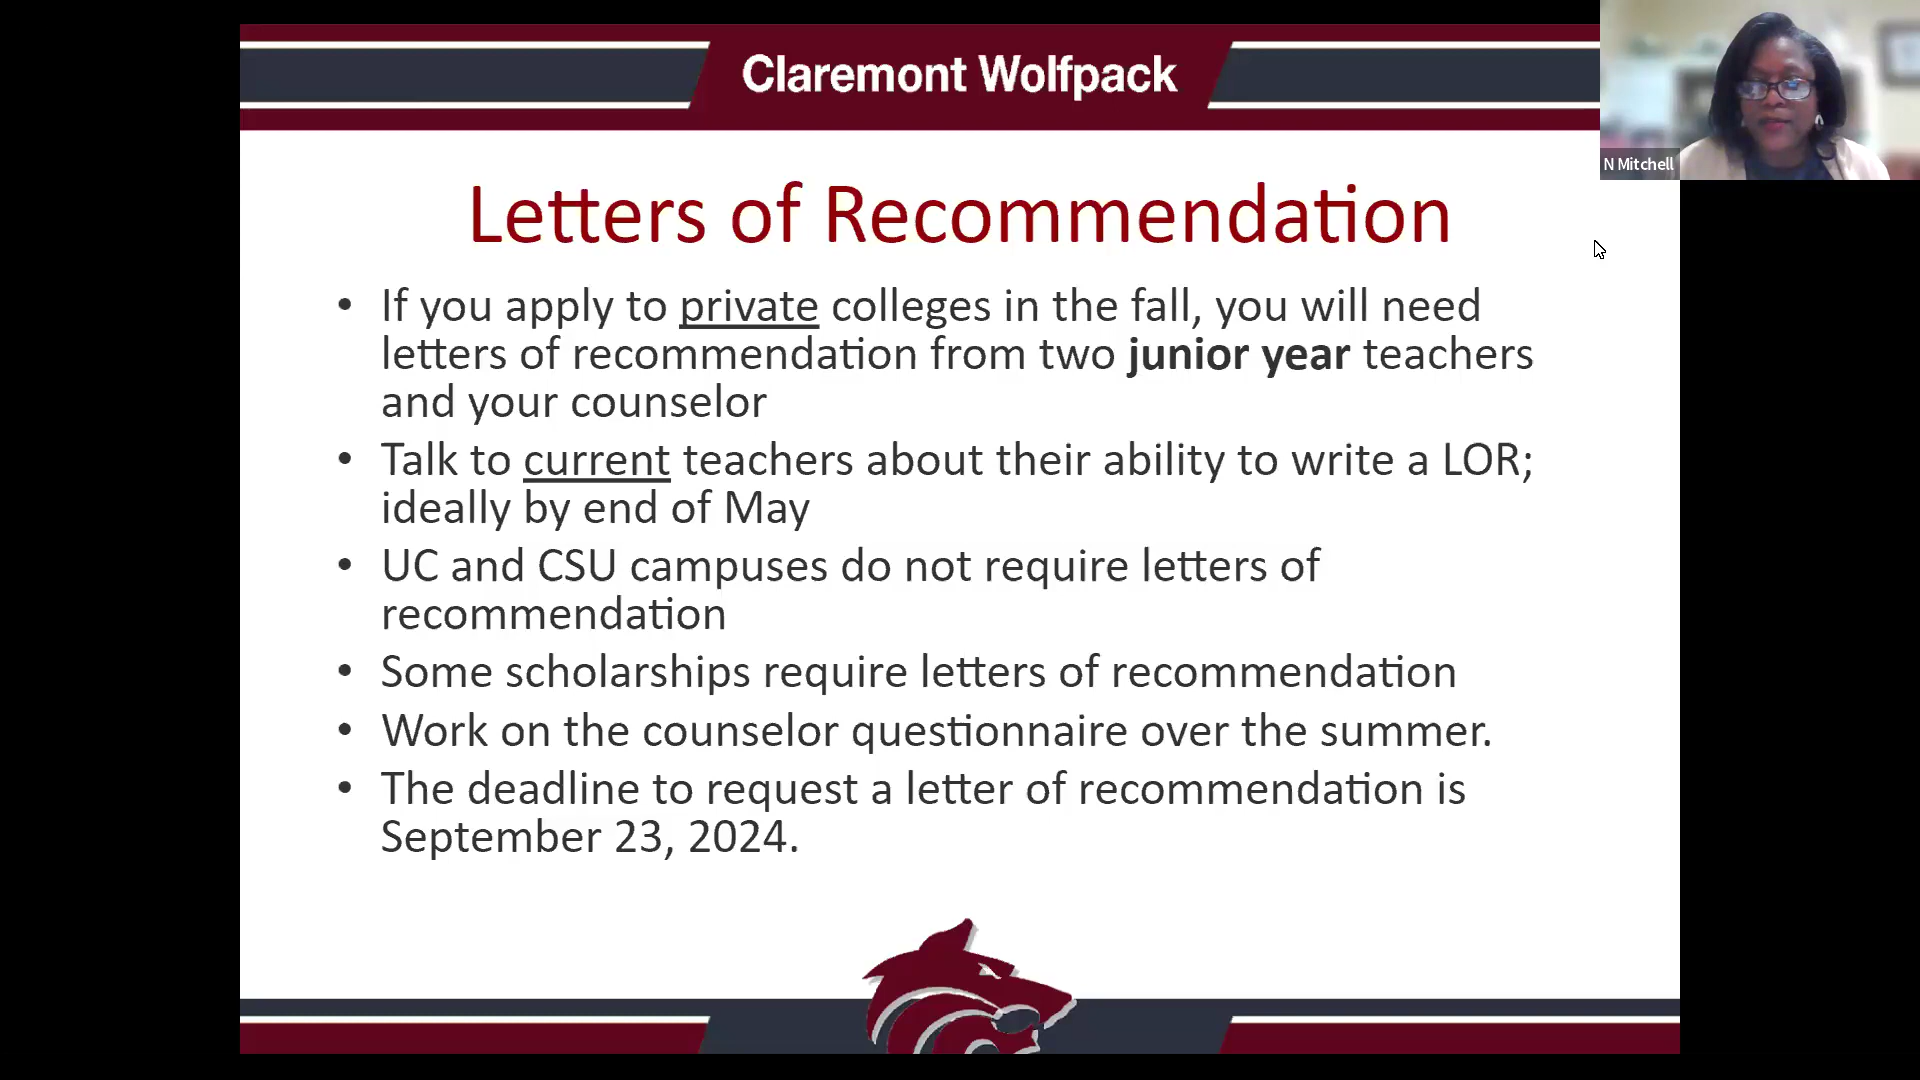 Claremont Wolfpack
N Mitchell
Letters of Recommendation
• If you apply to private colleges in the fall, you will need
letters of recommendation from two junior year teachers
and your counselor
• Talk to current teachers about their ability to write a LOR;
ideally by end of May
• UC and CSU campuses do not require letters of
recommendation
• Some scholarships require letters of recommendation
• Work on the counselor questionnaire over the summer.
• The deadline to request a letter of recommendation is
September 23, 2024.